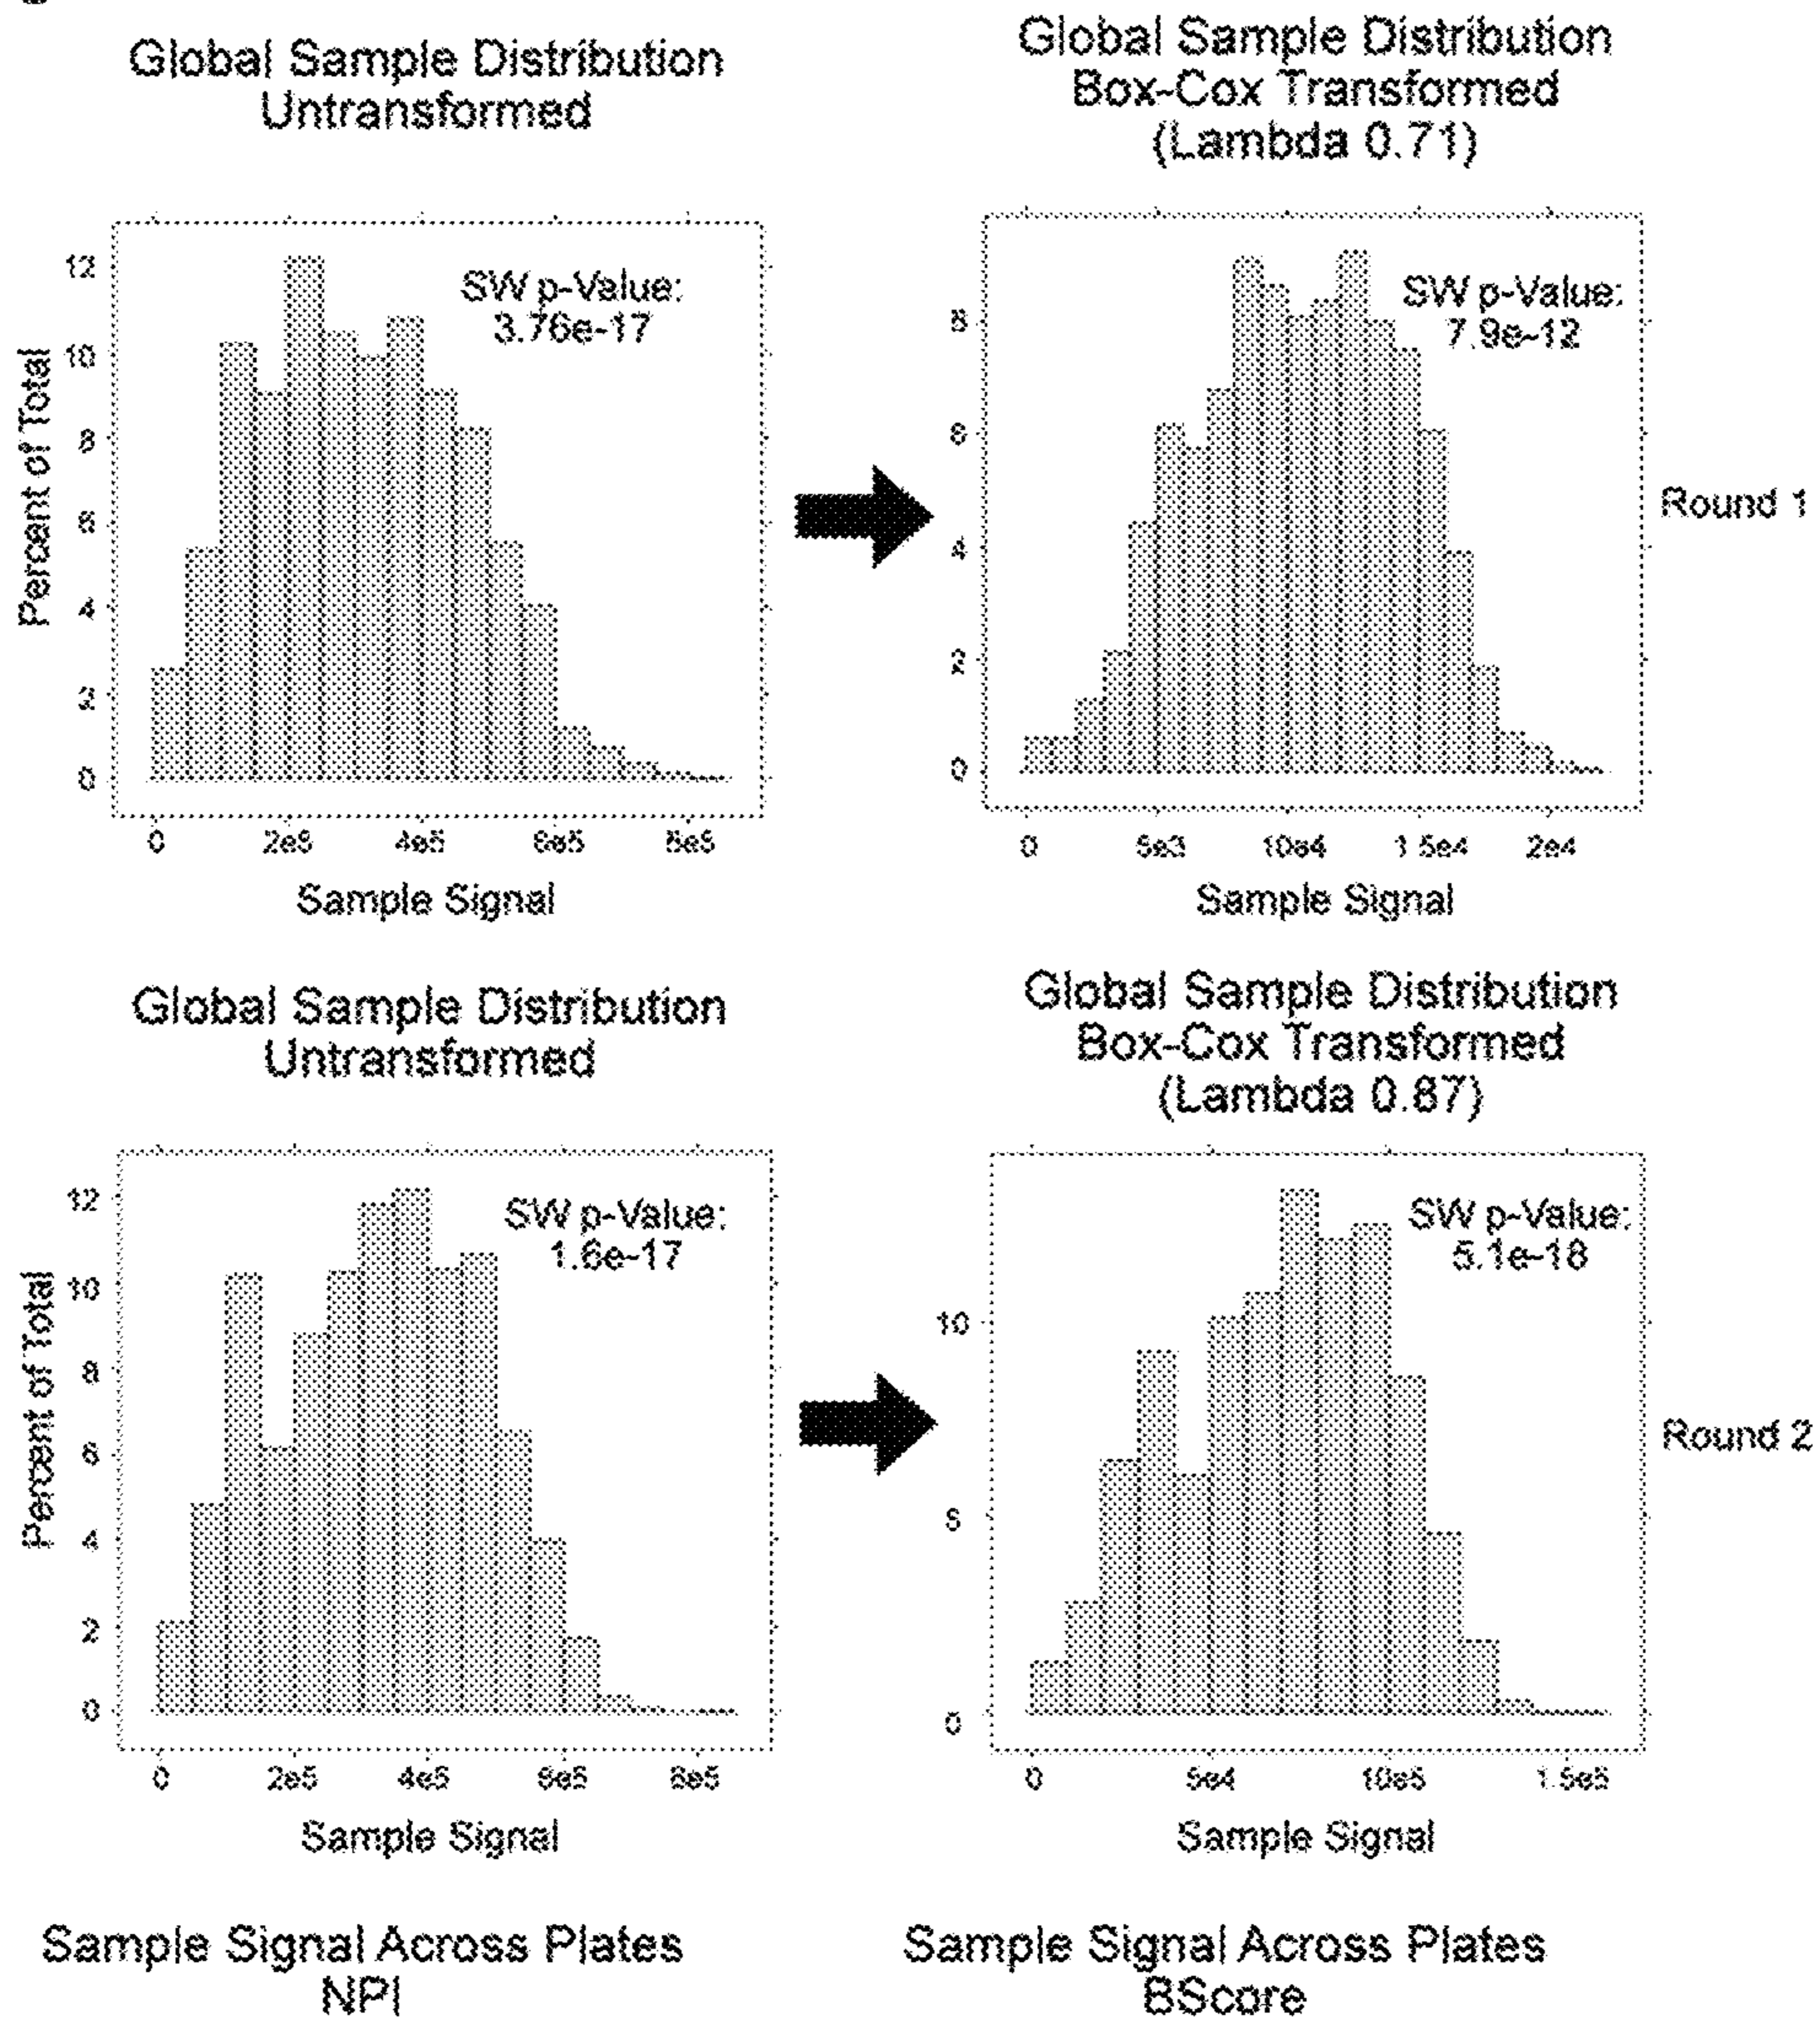 Global Sample Distribution
Untransformed
Global Sample Distribution
Box-Cox Transformed
(Lambda 0.71)
Percent of Total
12
10
8
6
4
2
0
SW p-Value:
3.76e-17
0
2e5
4e5
6e5
8e5
Sample Signal
8
6
4
2
0
SW p-Value:
7.9e-12
0
5e3
10e4
1.5e4
2e4
Sample Signal
Round 1
Global Sample Distribution
Untransformed
Global Sample Distribution
Box-Cox Transformed
(Lambda 0.87)
Percent of Total
12
10
8
6
4
2
0
SW p-Value:
1.6e-17
0
2e5
4e5
6e5
8e5
Sample Signal
10
0
SW p-Value:
5.1e-18
0
5e4
10e5
1.5e5
Sample Signal
Round 2
Sample Signal Across Plates
NPI
Sample Signal Across Plates
BScore